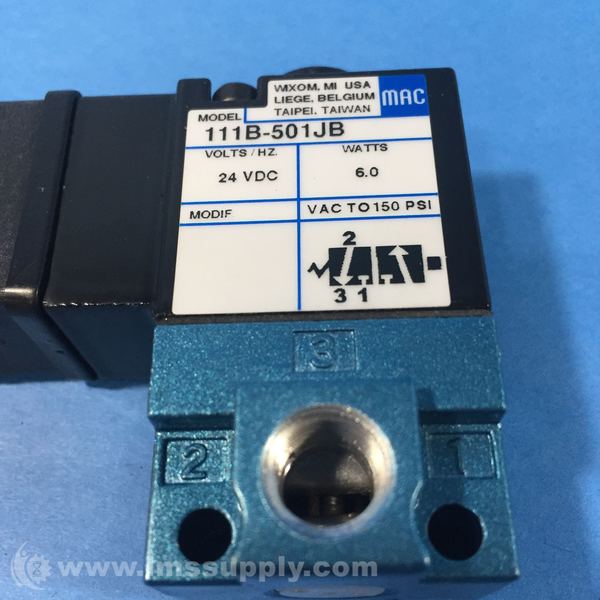 WIXOM, MI USA
LIEGE, BELGIUM
TAIPEI, TAIWAN
MAC
MODEL
111B-501JB
VOLTS / HZ.
WATTS
24 VDC
6.0
MODIF
VAC TO 150 PSI
2
3 1
3
2
1
www.imssupply.com